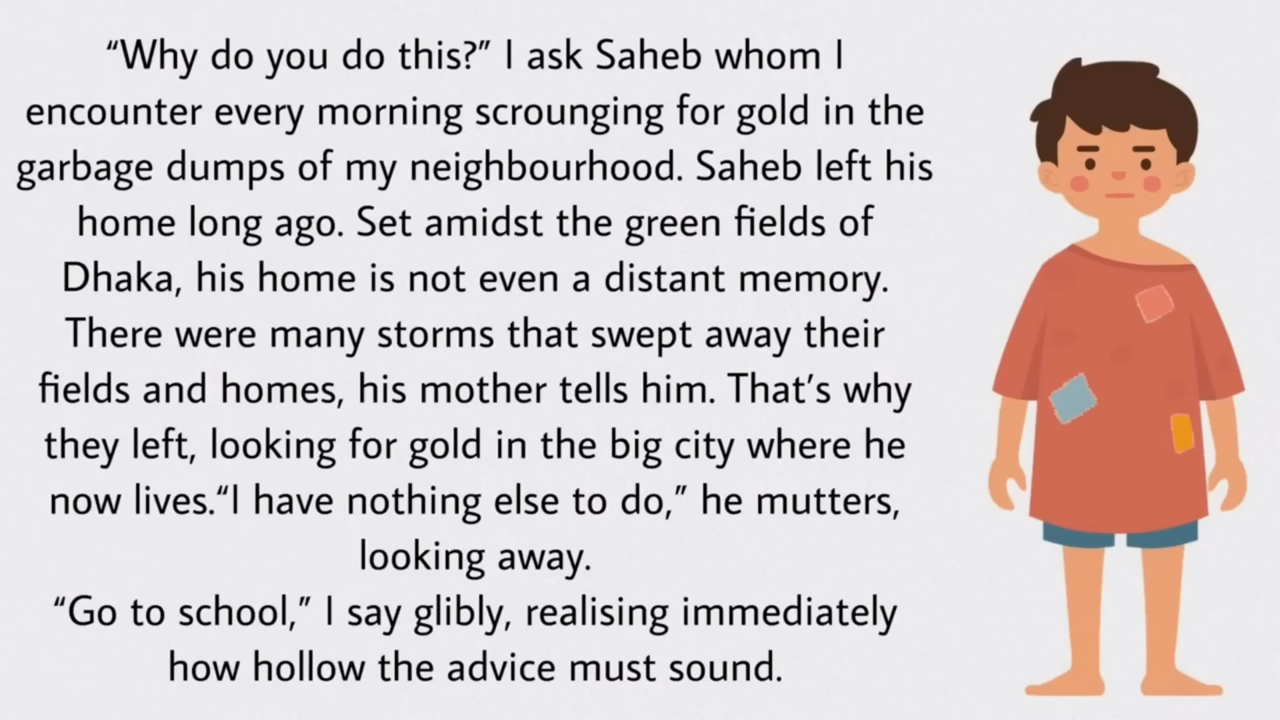 “Why do you do this?” I ask Saheb whom I
encounter every morning scrounging for gold in the
garbage dumps of my neighbourhood. Saheb left his
home long ago. Set amidst the green fields of
Dhaka, his home is not even a distant memory.
There were many storms that swept away their
fields and homes, his mother tells him. That’s why
they left, looking for gold in the big city where he
now lives.“I have nothing else to do,” he mutters,
looking away.
“Go to school,” I say glibly, realising immediately
how hollow the advice must sound.